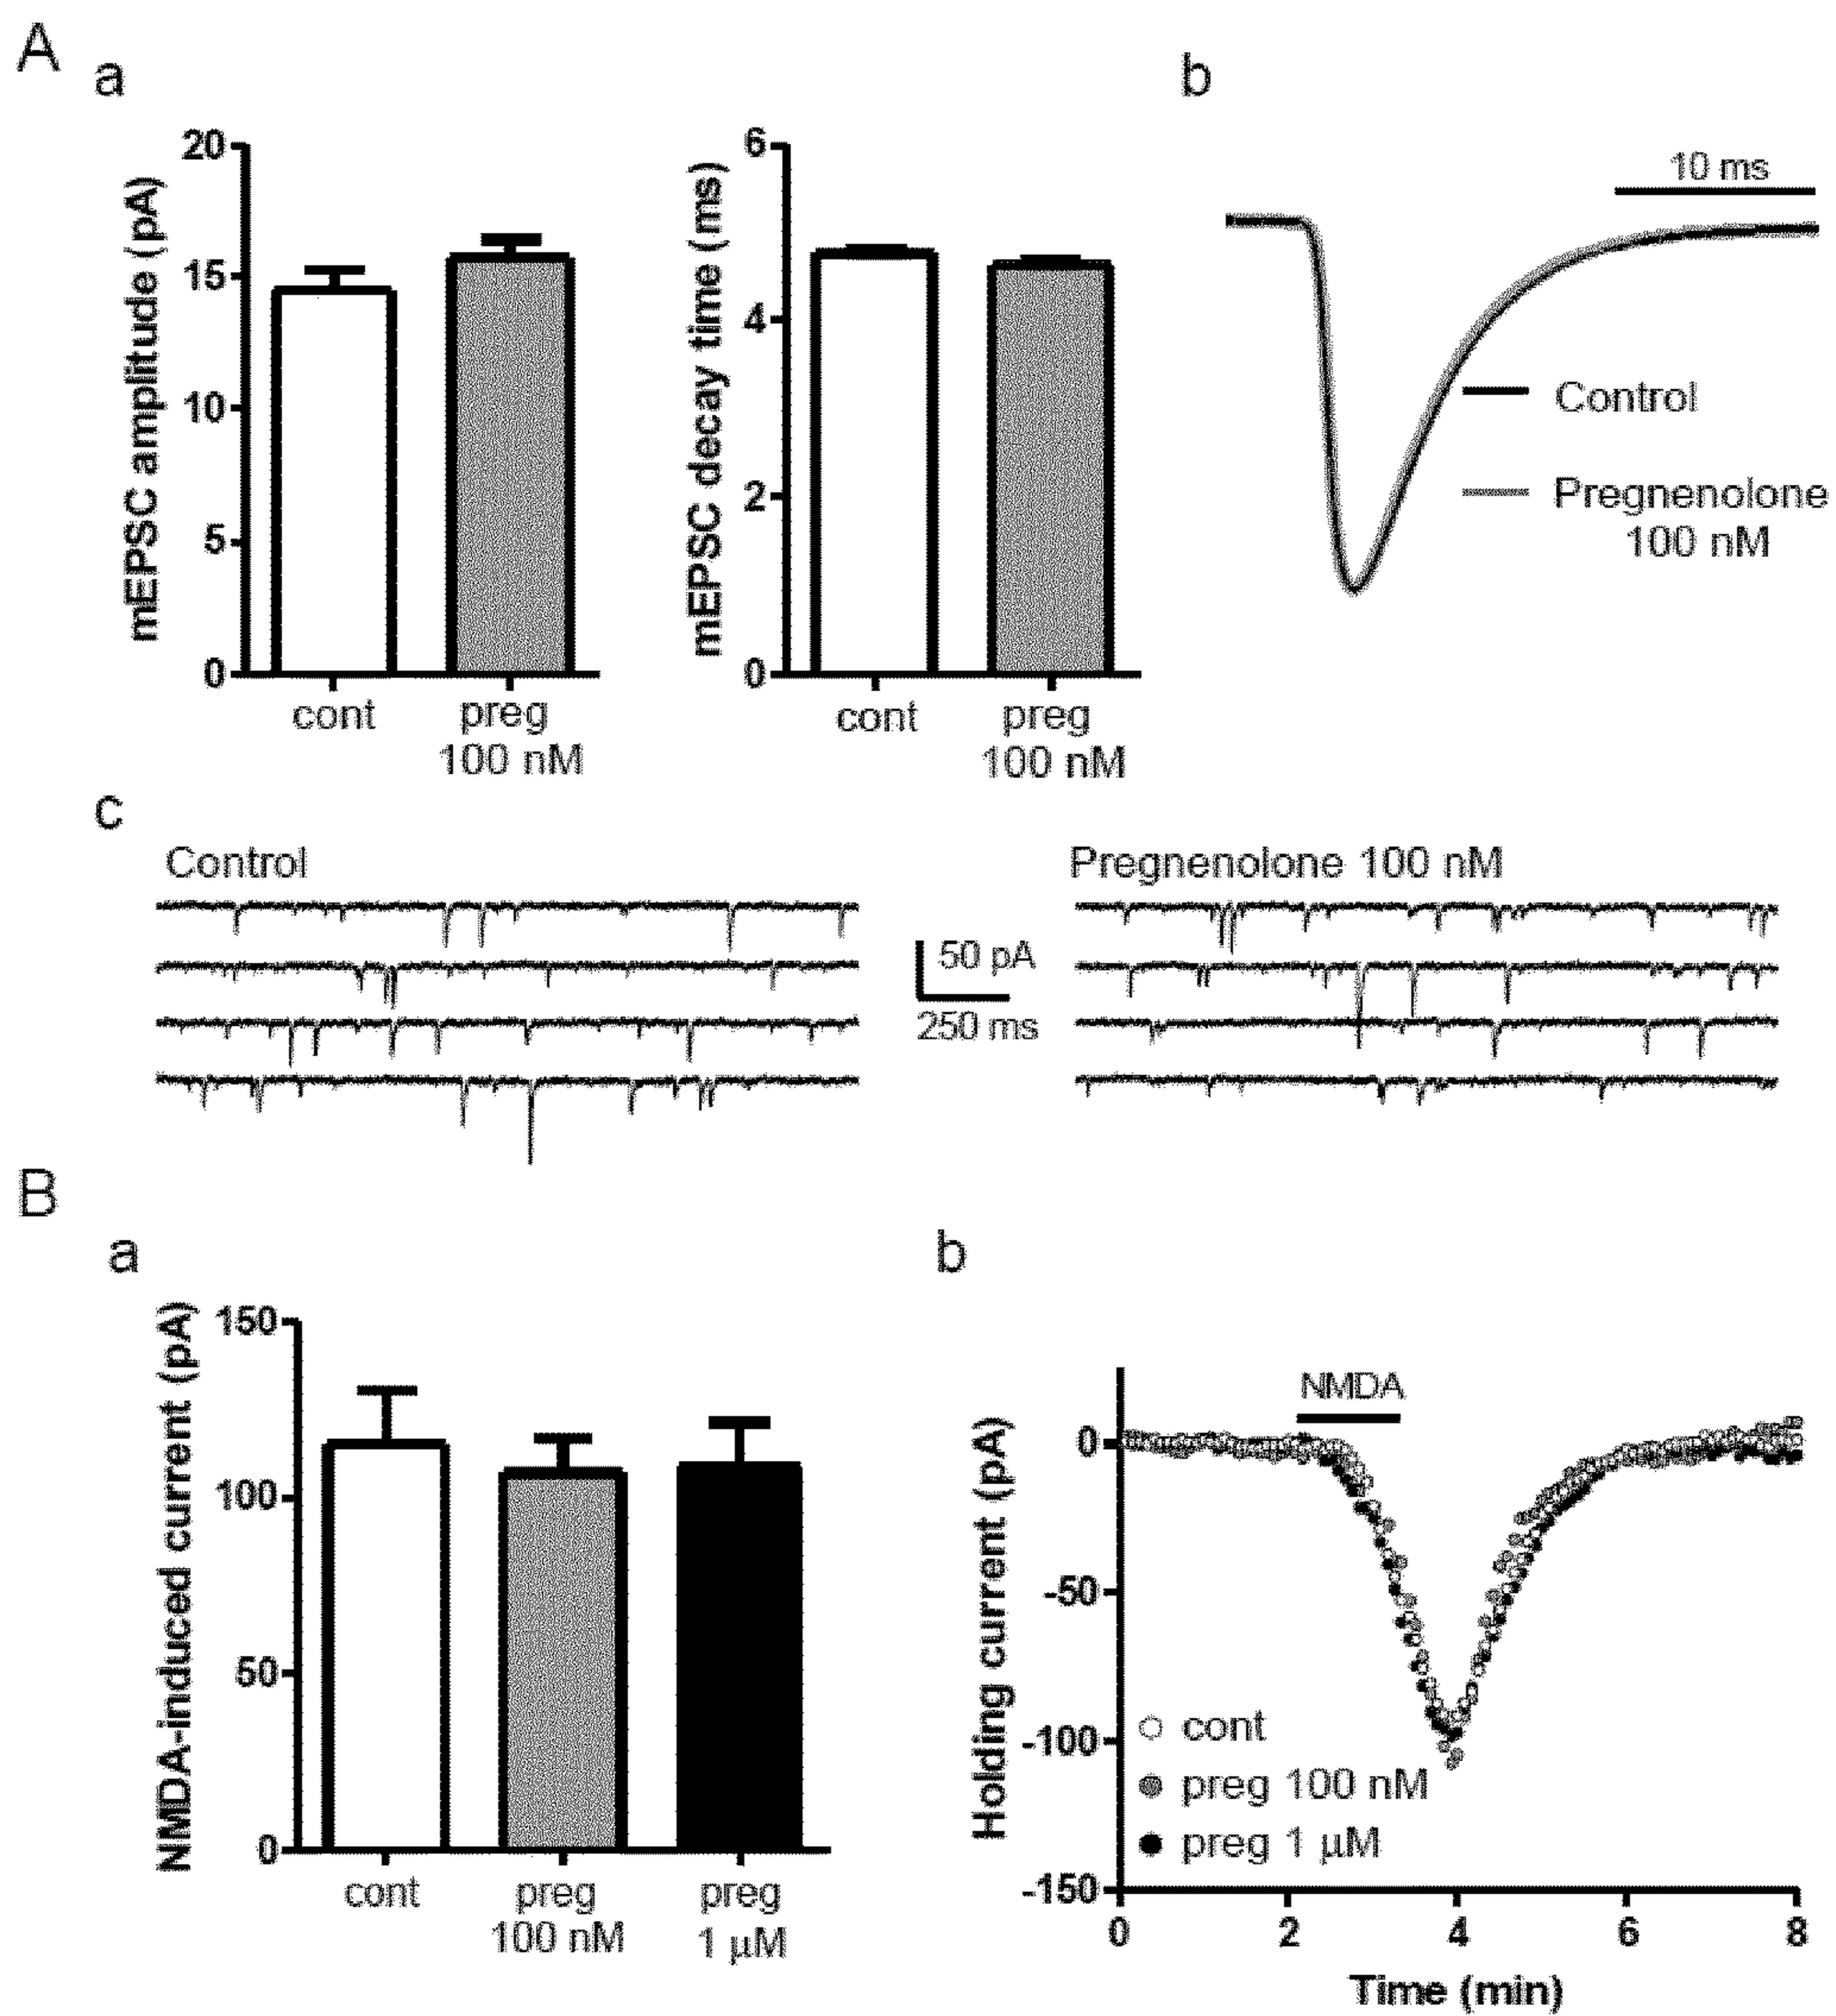 A
a
mEPSC amplitude (pA)
20
15
10
5
0
cont
preg
100 nM
mEPSC decay time (ms)
6
4
2
0
cont
preg
100 nM
b
10 ms
Control
Pregnenolone
100 nM
c
Control
50 pA
250 ms
Pregnenolone 100 nM
B
a
NMDA-induced current (pA)
150
100
50
0
cont
preg
100 nM
preg
1 μM
b
Holding current (pA)
NMDA
0
-50
-100
-150
cont
preg 100 nM
preg 1 μM
0
2
4
6
8
Time (min)